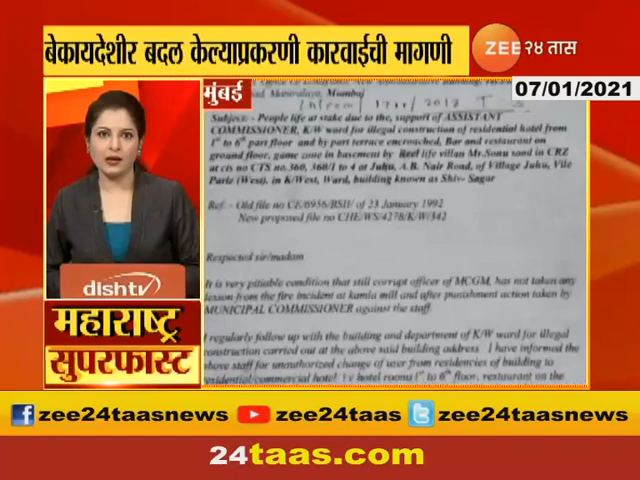 बेकायदेशीर बदल केल्याप्रकरणी कारवाईची मागणी
ZEE २४ तास
मुंबई
07/01/2021
Mantralaya, Mumbai
Subject:- People life at stake due to the, support of ASSISTANT
COMMISSIONER, K/W ward for illegal construction of residential hotel from
1st to 6th part floor and by part terrace encroached, Bar and restaurant on
ground floor, game zone in basement by Reel life villan Mr.Sonu sood in CRZ
at cts no CTS no.360, 360/1 to 4 at Juhu, A.B. Nair Road, of Village Juhu, Vile
Parle (West), in K/West, Ward, building known as Shiv- Sagar
Ref:- Old file no CE/6956/BSII/ of 23 January 1992
New proposed file no CHE/WS/4278/K/W/342
Respected sir/madam
It is very pitiable condition that still corrupt officer of MCGM, has not taken any
lession from the fire incident at kamla mill and after punishment action taken by
MUNICIPAL COMMISSIONER against the staff.
I regularly follow up with the building and department of K/W ward for illegal
construction carried out at the above said building address I have informed the
above staff for unauthorized change of user from residencies of building to
residential/commercial hotel hotel rooms 1st to 6th floor, restaurant on the
dishtv
महाराष्ट्र
सुपरफास्ट
zee24taasnews zee24taas zee24taasnews
24taas.com